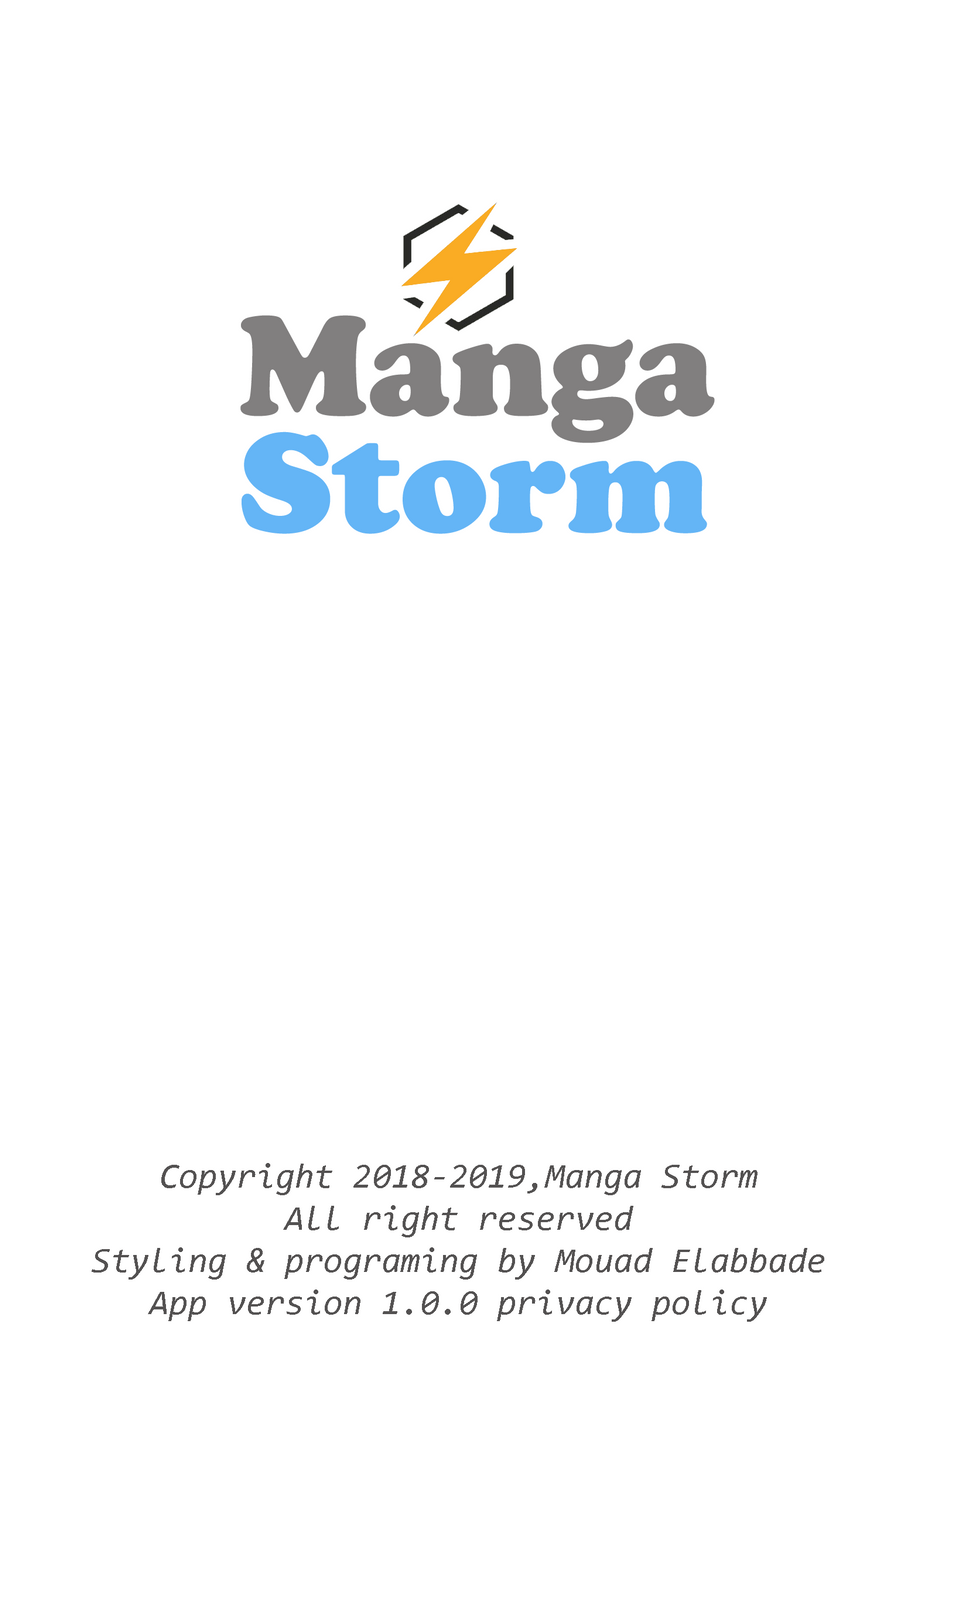 Manga
Storm
Copyright 2018-2019,Manga Storm
All right reserved
Styling & programing by Mouad Elabbade
App version 1.0.0 privacy policy